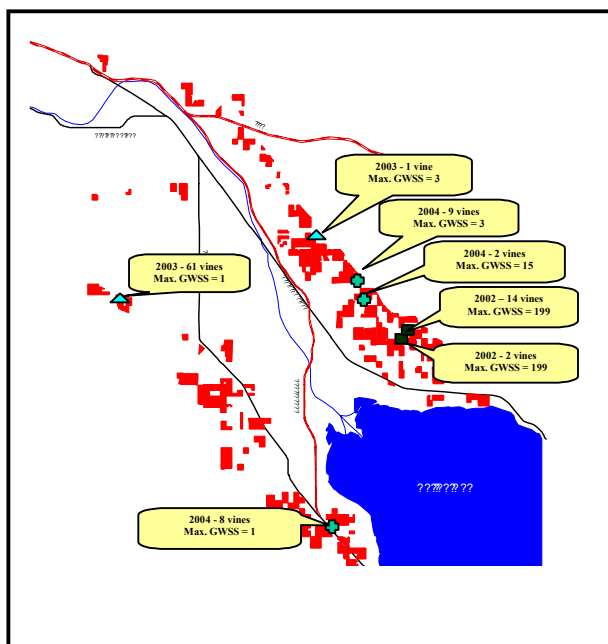 2003 - 1 vine
Max. GWSS = 3
2004 - 9 vines
Max. GWSS = 3
2004 - 2 vines
Max. GWSS = 15
2003 - 61 vines
Max. GWSS = 1
2002 – 14 vines
Max. GWSS = 199
2002 - 2 vines
Max. GWSS = 199
2004 - 8 vines
Max. GWSS = 1